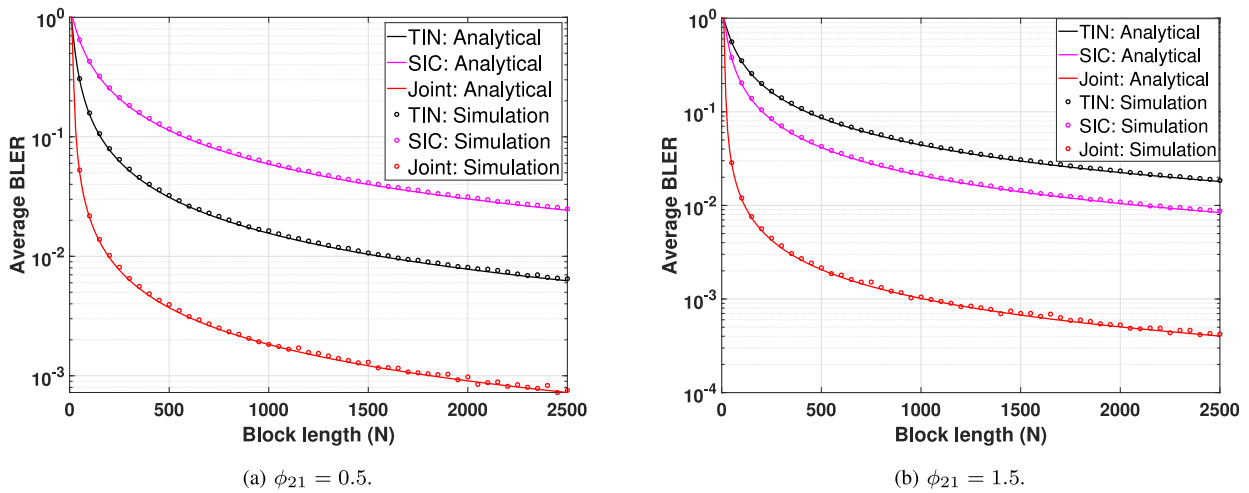 Average BLER
10^0
10^-1
10^-2
10^-3
TIN: Analytical
SIC: Analytical
Joint: Analytical
TIN: Simulation
SIC: Simulation
Joint: Simulation
0 500 1000 1500 2000 2500
Block length (N)
(a) ϕ21 = 0.5.
Average BLER
10^0
10^-1
10^-2
10^-3
10^-4
TIN: Analytical
SIC: Analytical
Joint: Analytical
TIN: Simulation
SIC: Simulation
Joint: Simulation
0 500 1000 1500 2000 2500
Block length (N)
(b) ϕ21 = 1.5.